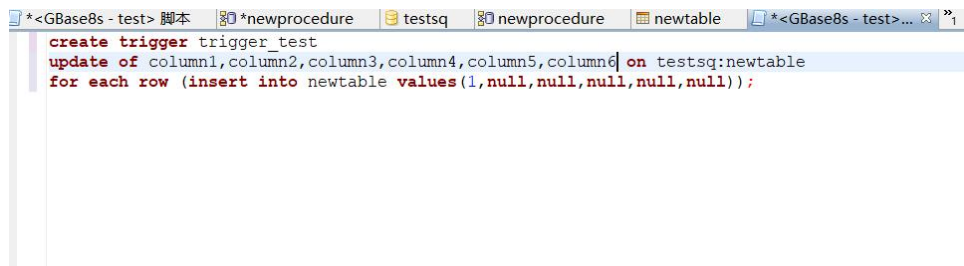 *<GBase8s - test> 脚本 *newprocedure testsq newprocedure newtable *<GBase8s - test>... »1
create trigger trigger_test
update of column1,column2,column3,column4,column5,column6 on testsq:newtable
for each row (insert into newtable values(1,null,null,null,null,null));